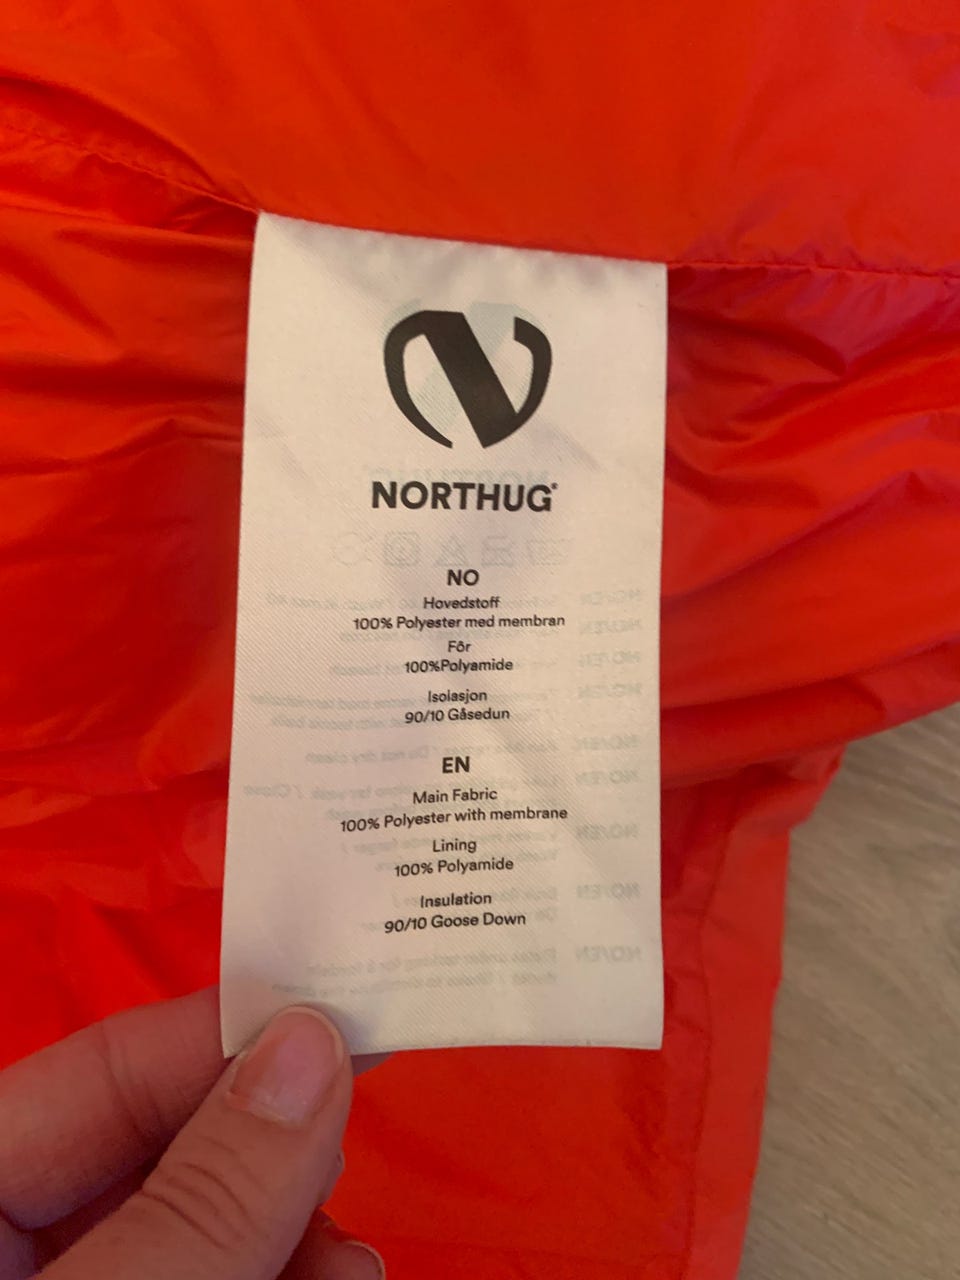 NORTHUG®
NO
Hovedstoff
100% Polyester med membran
Fôr
100%Polyamide
Isolasjon
90/10 Gåsedun
EN
Main Fabric
100% Polyester with membrane
Lining
100% Polyamide
Insulation
90/10 Goose Down